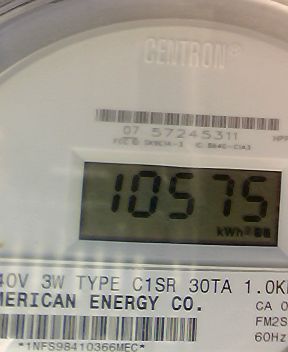 CENTRON®
07 57245311
10575
kWh
40V 3W TYPE C1SR 30TA 1.0K
MERICAN ENERGY CO.
CA 0
FM2S
60Hz
*1NFS98410366MEC*